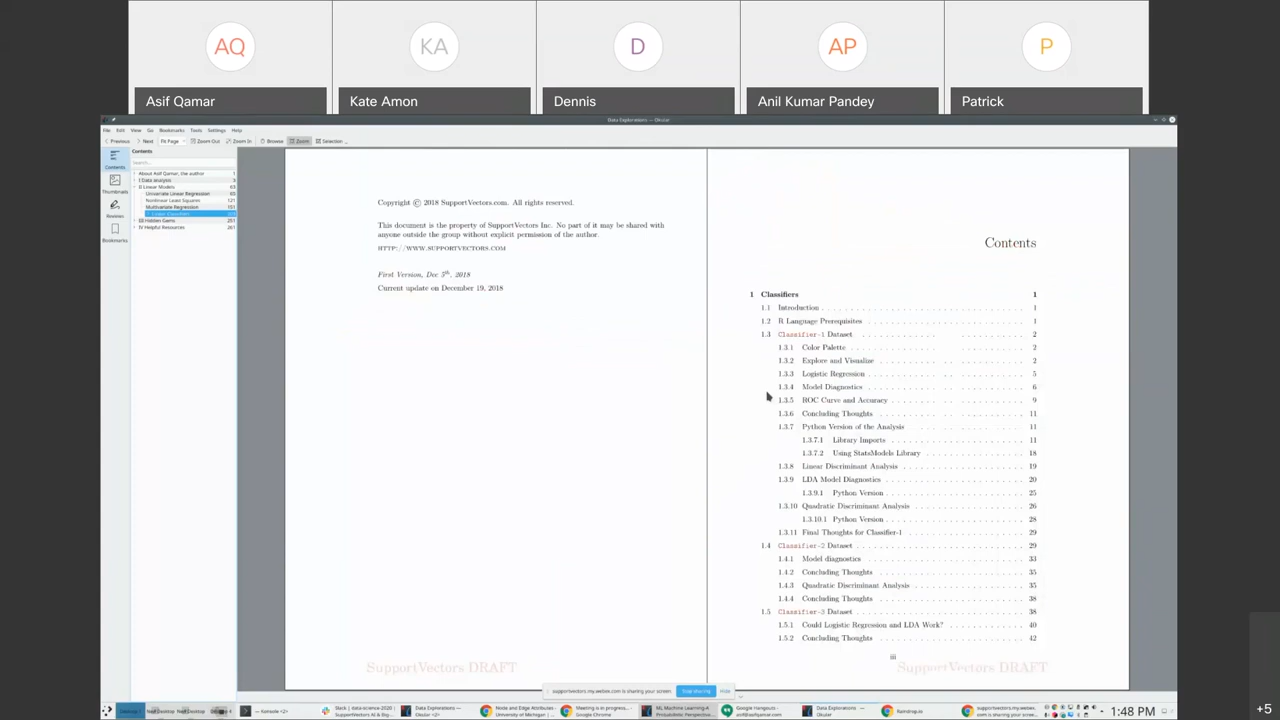 AQ
KA
D
AP
P
Asif Qamar
Kate Amon
Dennis
Anil Kumar Pandey
Patrick
Data Explorations — Okular
File Edit View Go Bookmarks Tools Settings Help
Previous Next Fit Page Zoom Out Zoom In Browse Zoom Selection
Contents
Thumbnails
Reviews
Bookmarks
Contents
Search...
About Asif Qamar, the author 1
I Data analysis 3
II Linear Models 63
Univariate Linear Regression 65
Nonlinear Least Squares 121
Multivariate Regression 151
III Hidden Gems 251
IV Helpful Resources 261
Copyright © 2018 SupportVectors.com. All rights reserved.
This document is the property of SupportVectors Inc. No part of it may be shared with
anyone outside the group without explicit permission of the author.
HTTP://WWW.SUPPORTVECTORS.COM
First Version, Dec 5th, 2018
Current update on December 19, 2018
SupportVectors DRAFT
Contents
1 Classifiers 1
1.1 Introduction 1
1.2 R Language Prerequisites 1
1.3 Classifier-1 Dataset 2
1.3.1 Color Palette 2
1.3.2 Explore and Visualize 2
1.3.3 Logistic Regression 5
1.3.4 Model Diagnostics 6
1.3.5 ROC Curve and Accuracy 9
1.3.6 Concluding Thoughts 11
1.3.7 Python Version of the Analysis 11
1.3.7.1 Library Imports 11
1.3.7.2 Using StatsModels Library 18
1.3.8 Linear Discriminant Analysis 19
1.3.9 LDA Model Diagnostics 20
1.3.9.1 Python Version 25
1.3.10 Quadratic Discriminant Analysis 26
1.3.10.1 Python Version 28
1.3.11 Final Thoughts for Classifier-1 29
1.4 Classifier-2 Dataset 29
1.4.1 Model diagnostics 33
1.4.2 Concluding Thoughts 35
1.4.3 Quadratic Discriminant Analysis 35
1.4.4 Concluding Thoughts 38
1.5 Classifier-3 Dataset 38
1.5.1 Could Logistic Regression and LDA Work? 40
1.5.2 Concluding Thoughts 42
iii
SupportVectors DRAFT
supportvectors.my.webex.com is sharing your screen. Stop sharing Hide
+5
— Konsole <2>
Slack | data-science-2020 | SupportVectors AI & Big
Data Explorations — Okular <2>
Node and Edge Attributes - University of Michigan
Meeting is in progress... Google Chrome
ML Machine Learning-A Probabilistic Perspective
Google Hangouts - asif@asifqamar.com
Data Explorations — Okular
Raindrop.io
supportvectors.my.webex.com is sharing your screen.
1:48 PM